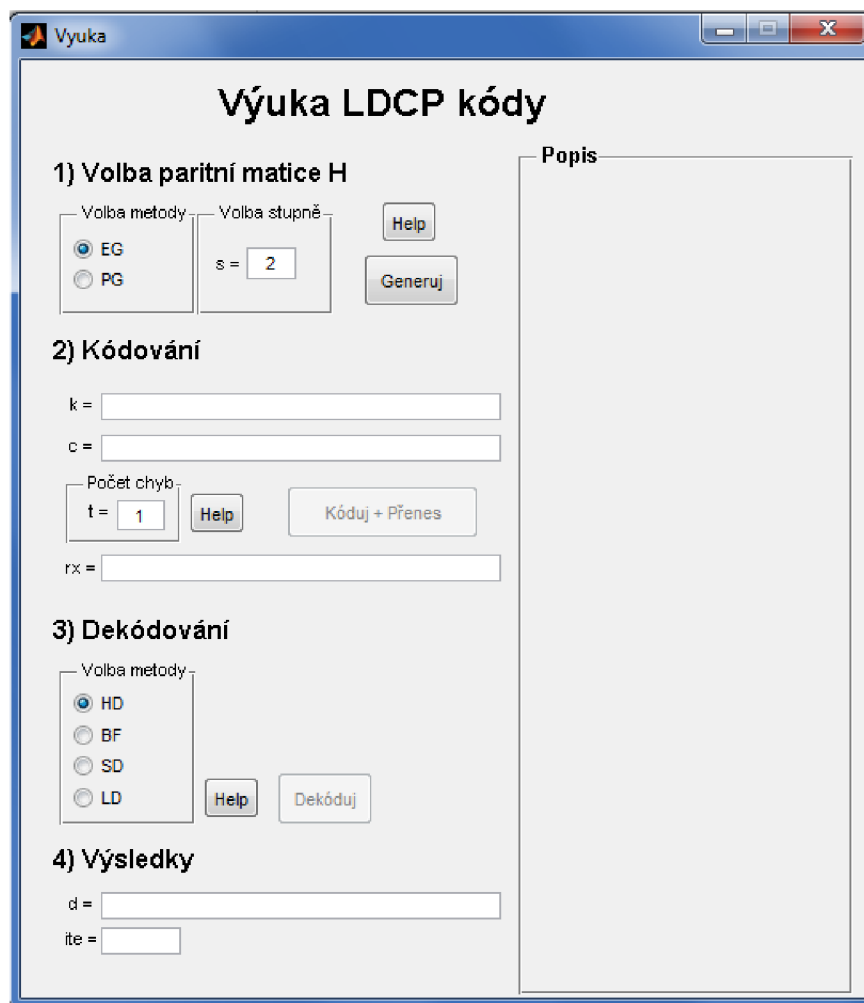 Vyuka
Výuka LDCP kódy
1) Volba paritní matice H
Volba metody
EG
PG
Volba stupně
s = 2
Help
Generuj
2) Kódování
k =
c =
Počet chyb
t = 1
Help
Kóduj + Přenes
rx =
3) Dekódování
Volba metody
HD
BF
SD
LD
Help
Dekóduj
4) Výsledky
d =
ite =
Popis